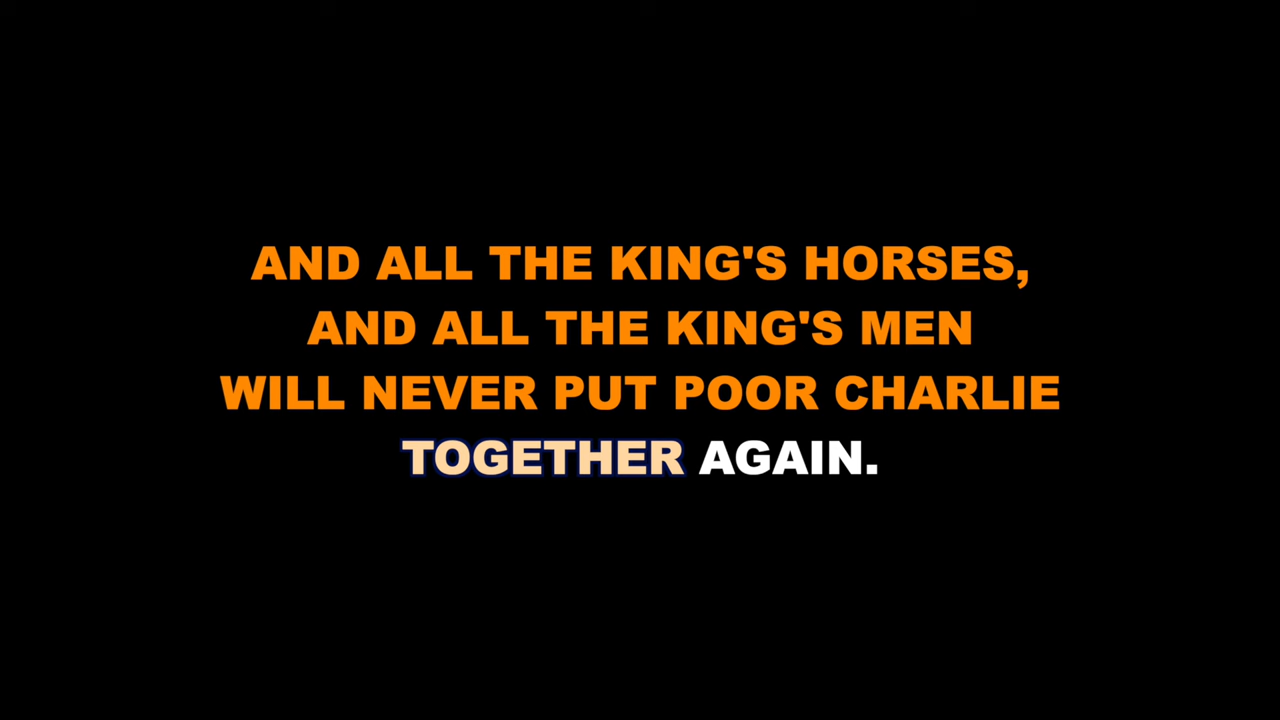 AND ALL THE KING'S HORSES,
AND ALL THE KING'S MEN
WILL NEVER PUT POOR CHARLIE
TOGETHER AGAIN.